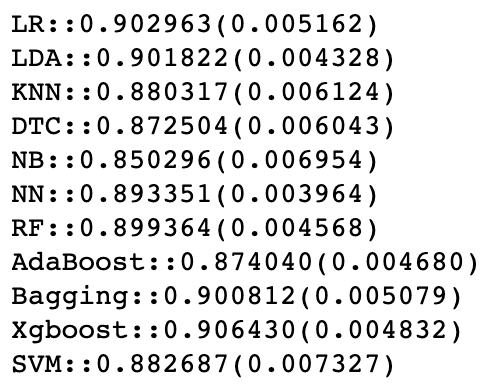 LR::0.902963(0.005162)
LDA::0.901822(0.004328)
KNN::0.880317(0.006124)
DTC::0.872504(0.006043)
NB::0.850296(0.006954)
NN::0.893351(0.003964)
RF::0.899364(0.004568)
AdaBoost::0.874040(0.004680)
Bagging::0.900812(0.005079)
Xgboost::0.906430(0.004832)
SVM::0.882687(0.007327)